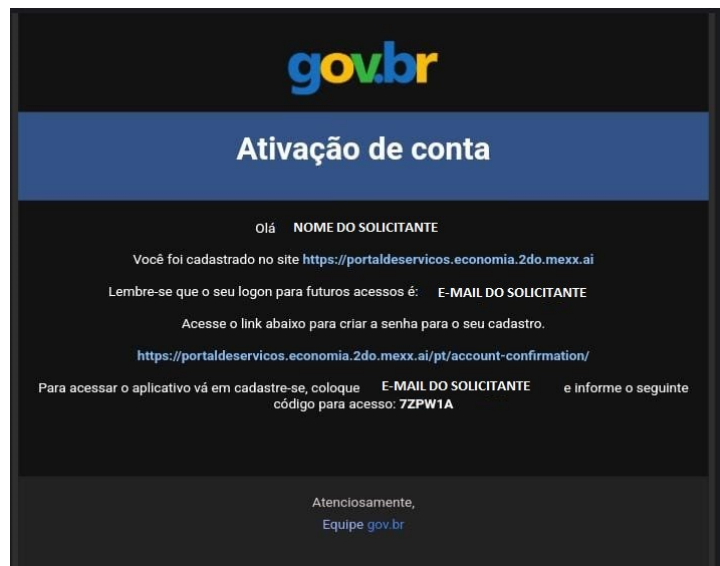 gov.br
Ativação de conta
Olá NOME DO SOLICITANTE
Você foi cadastrado no site https://portaldeservicos.economia.2do.mexx.ai
Lembre-se que o seu logon para futuros acessos é: E-MAIL DO SOLICITANTE
Acesse o link abaixo para criar a senha para o seu cadastro.
https://portaldeservicos.economia.2do.mexx.ai/pt/account-confirmation/
Para acessar o aplicativo vá em cadastre-se, coloque E-MAIL DO SOLICITANTE e informe o seguinte
código para acesso: 7ZPW1A
Atenciosamente,
Equipe gov.br